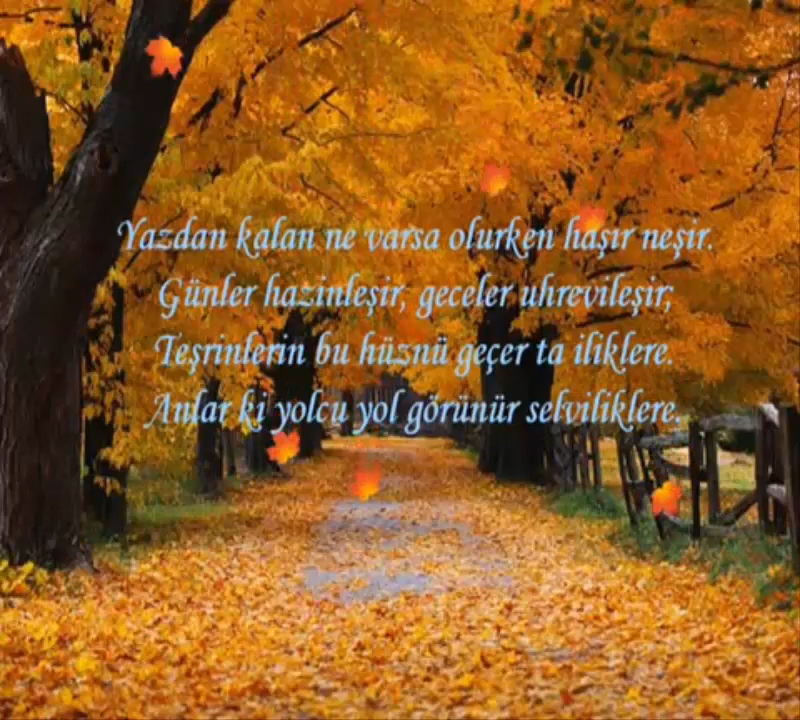 Yazdan kalan ne varsa olurken haşır neşir.
Günler hazinleşir, geceler uhrevileşir;
Teşrinlerin bu hüznü geçer ta iliklere.
Anlar ki yolcu yol görünür selviliklere.